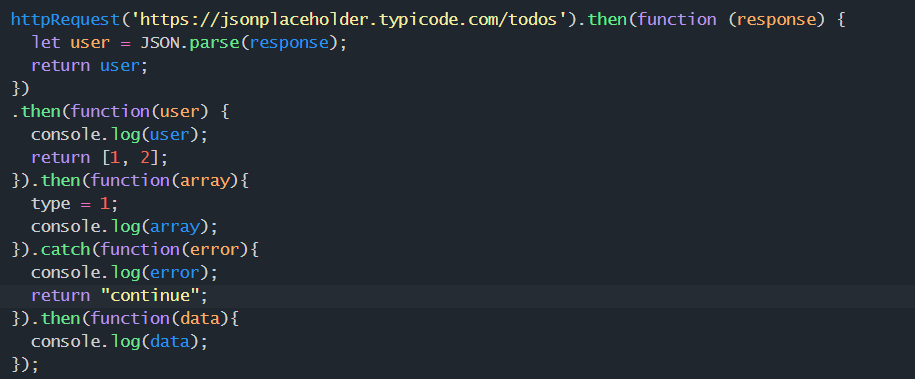 httpRequest('https://jsonplaceholder.typicode.com/todos').then(function (response) {
  let user = JSON.parse(response);
  return user;
})
.then(function(user) {
  console.log(user);
  return [1, 2];
}).then(function(array){
  type = 1;
  console.log(array);
}).catch(function(error){
  console.log(error);
  return "continue";
}).then(function(data){
  console.log(data);
});